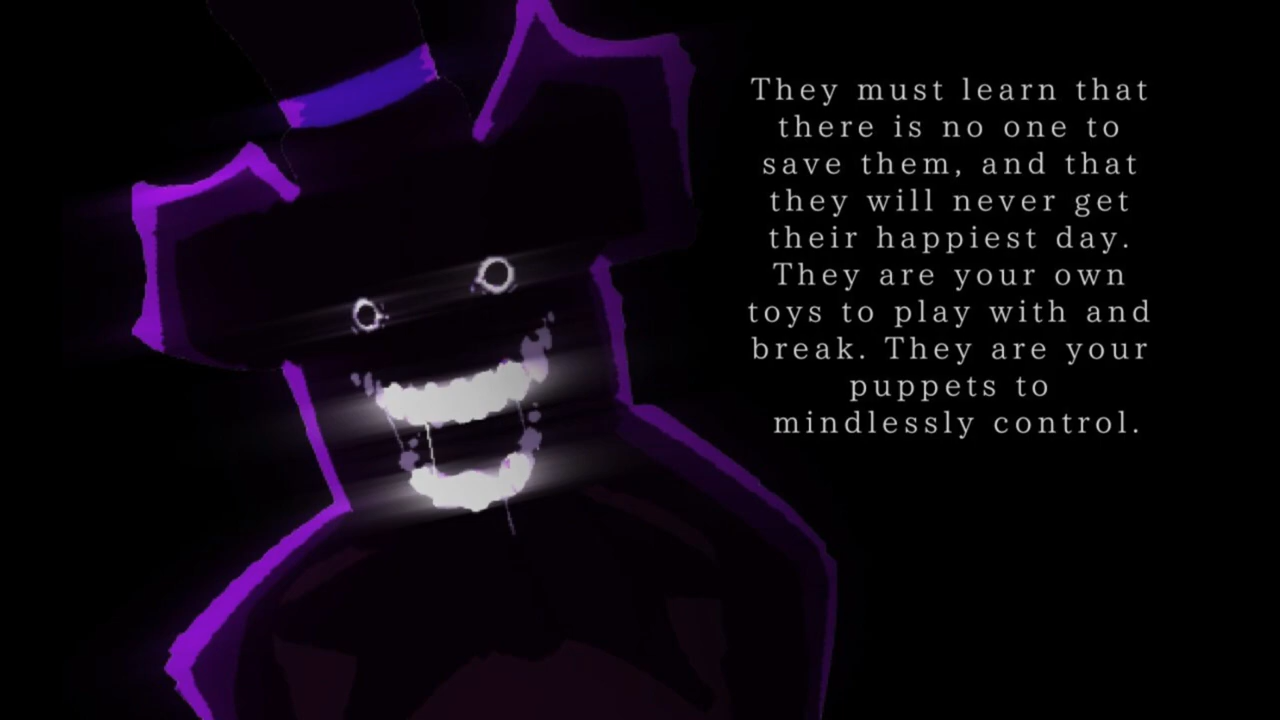 They must learn that
there is no one to
save them, and that
they will never get
their happiest day.
They are your own
toys to play with and
break. They are your
puppets to
mindlessly control.